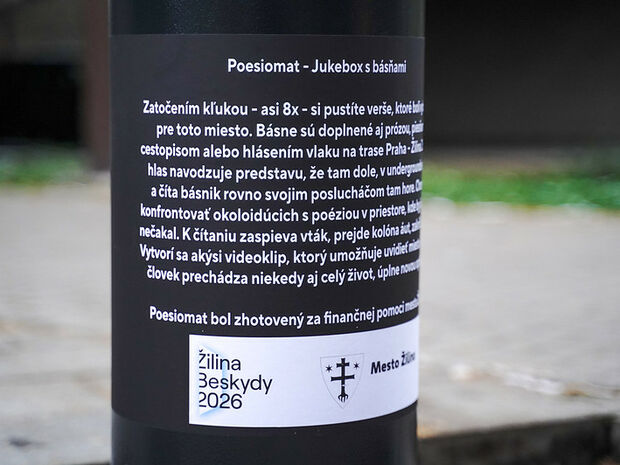 Poesiomat - Jukebox s básňami
Zatočením kľukou - asi 8x - si pustíte verše, ktoré
pre toto miesto. Básne sú doplnené aj prózou,
cestopisom alebo hlásením vlaku na trase Praha - Žilina.
hlas navodzuje predstavu, že tam dole, v
a číta básnik rovno svojim poslucháčom tam hore.
konfrontovať okoloidúcich s poéziou v priestore, kde
nečakal. K čítaniu zaspieva vták, prejde kolóna áut,
Vytvorí sa akýsi videoklip, ktorý umožňuje uvidieť
človek prechádza niekedy aj celý život, úplne
Poesiomat bol zhotovený za finančnej pomoci
Žilina
Beskydy
2026
Mesto Žilina